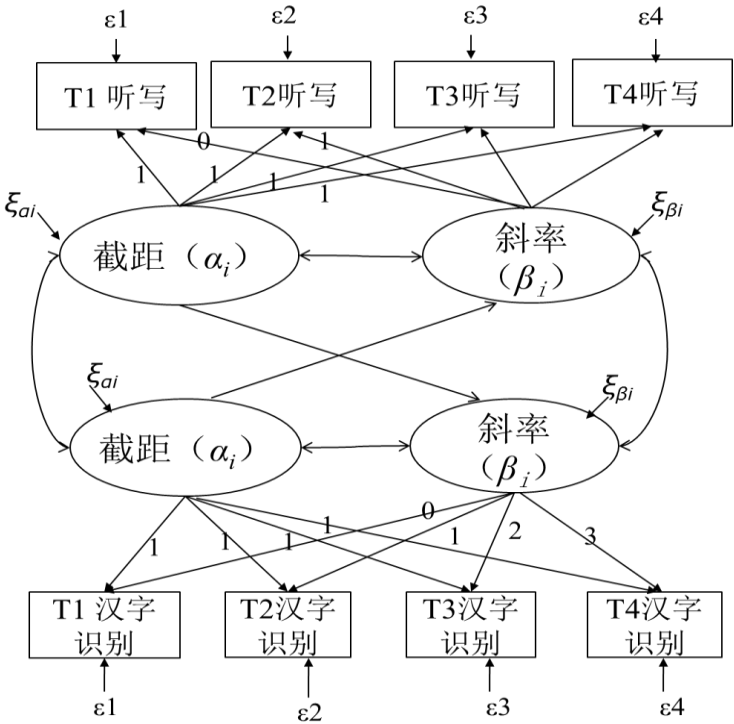 ε1 ε2 ε3 ε4
T1 听写 T2听写 T3听写 T4听写
0 1
1 1 1 1
ξαi ξβi
截距（αi） 斜率
（βi）
ξαi ξβi
截距（αi） 斜率
（βi）
1 1 1 1 0 1 2 3
T1 汉字 T2汉字 T3汉字 T4汉字
识别 识别 识别 识别
ε1 ε2 ε3 ε4